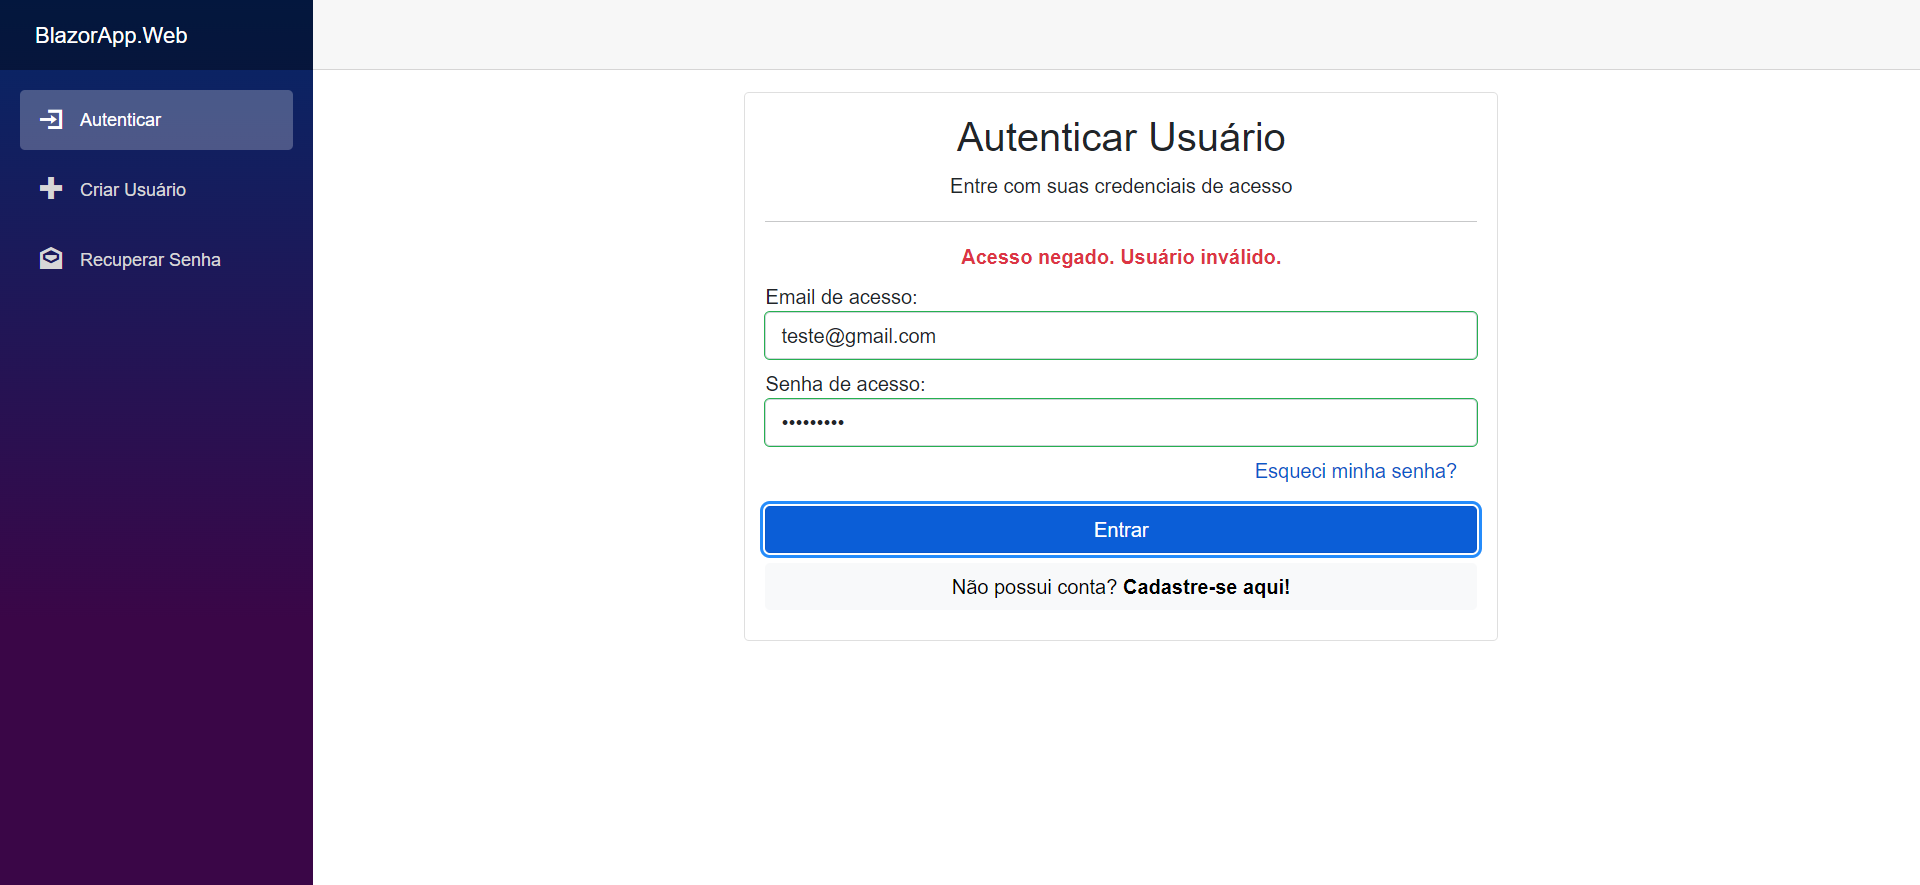 BlazorApp.Web
Autenticar
Criar Usuário
Recuperar Senha
Autenticar Usuário
Entre com suas credenciais de acesso
Acesso negado. Usuário inválido.
Email de acesso:
teste@gmail.com
Senha de acesso:
•••••••••
Esqueci minha senha?
Entrar
Não possui conta? Cadastre-se aqui!